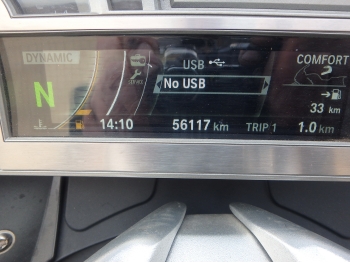 DYNAMIC
USB
COMFORT
No USB
N
33 km
14:10
56117 km
TRIP 1
1.0 km